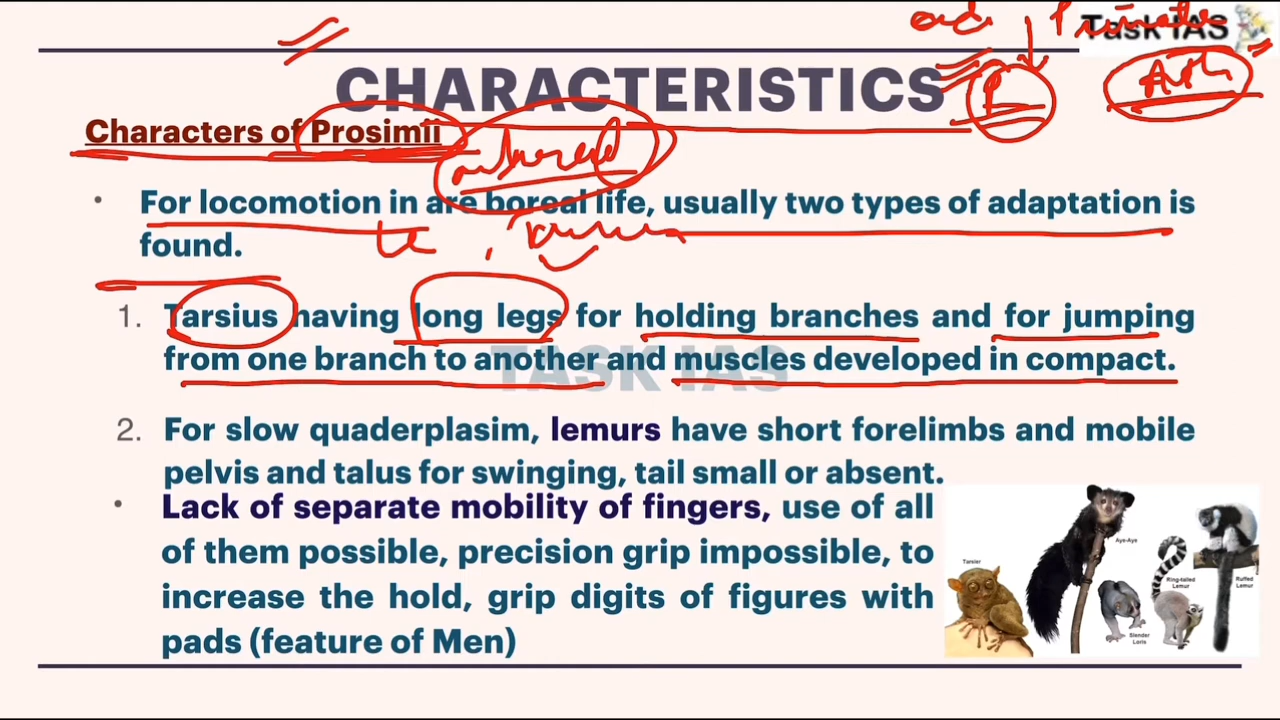 Task IAS
CHARACTERISTICS
Characters of Prosimii
• For locomotion in are boreal life, usually two types of adaptation is
found.
1. Tarsius having long legs for holding branches and for jumping
from one branch to another and muscles developed in compact.
TASK IAS
2. For slow quaderplasim, lemurs have short forelimbs and mobile
pelvis and talus for swinging, tail small or absent.
• Lack of separate mobility of fingers, use of all
of them possible, precision grip impossible, to
increase the hold, grip digits of figures with
pads (feature of Men)
Tarsier
Aye-Aye
Slender
Loris
Ring-tailed
Lemur
Ruffed
Lemur